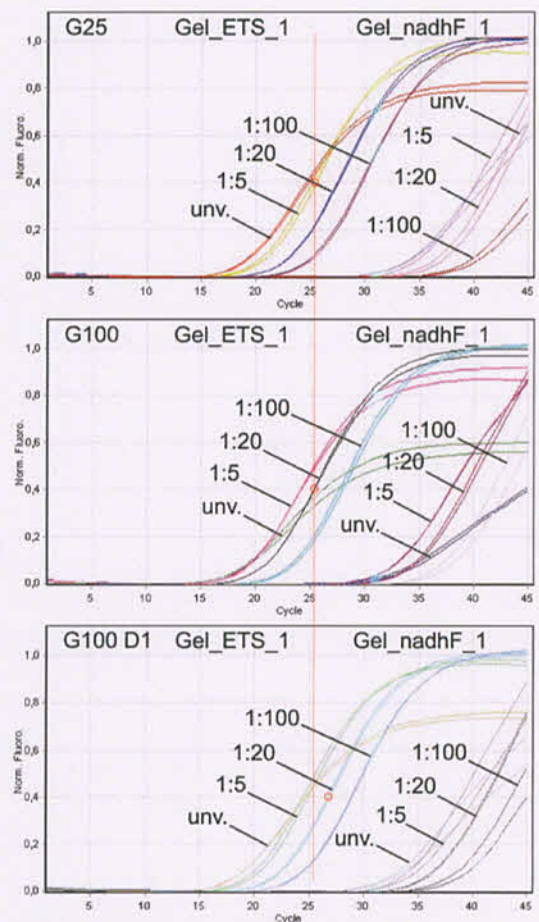 G25 Gel_ETS_1 Gel_nadhF_1
1,0
0,8
0,6
0,4
0,2
0,0
Norm. Fluoro.
1:100
1:20
1:5
unv.
unv.
1:5
1:20
1:100
5 10 15 20 25 30 35 40 45
Cycle
G100 Gel_ETS_1 Gel_nadhF_1
1,0
0,8
0,6
0,4
0,2
0,0
Norm. Fluoro.
1:100
1:20
1:5
unv.
1:100
1:20
1:5
unv.
5 10 15 20 25 30 35 40 45
Cycle
G100 D1 Gel_ETS_1 Gel_nadhF_1
1,0
0,8
0,6
0,4
0,2
0,0
Norm. Fluoro.
1:100
1:20
1:5
unv.
1:100
1:20
1:5
unv.
5 10 15 20 25 30 35 40 45
Cycle